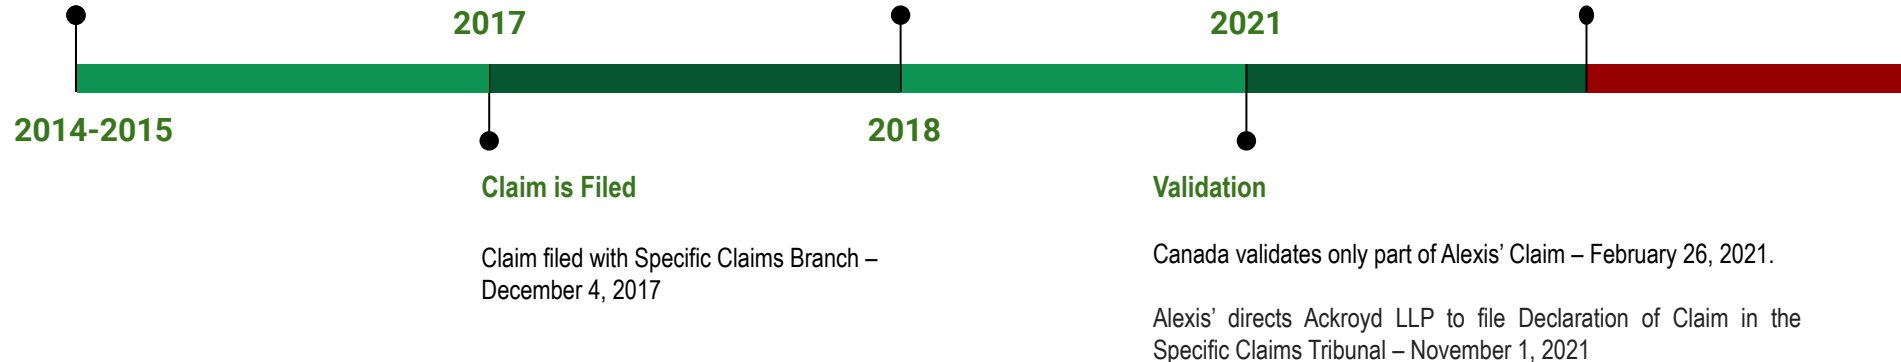 2017
2021
2014-2015
2018
Claim is Filed
Validation
Claim filed with Specific Claims Branch –
December 4, 2017
Canada validates only part of Alexis’ Claim – February 26, 2021.
Alexis’ directs Ackroyd LLP to file Declaration of Claim in the
Specific Claims Tribunal – November 1, 2021